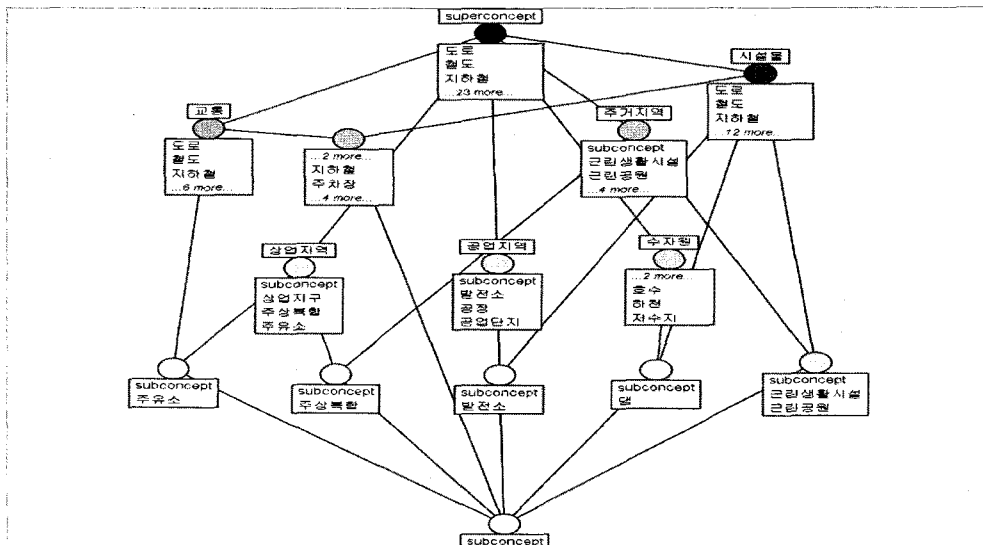 superconcept
도로
철도
지하철
...23 more...
시설물
도로
철도
지하철
...12 more...
교통
도로
철도
지하철
...6 more...
...2 more...
지하철
주차장
...4 more...
주거지역
subconcept
근린생활시설
근린공원
...4 more...
상업지역
subconcept
상업지구
주상복합
주유소
공업지역
subconcept
발전소
공장
공업단지
수자원
...2 more...
호수
하천
저수지
subconcept
주유소
subconcept
주상복합
subconcept
발전소
subconcept
댐
subconcept
근린생활시설
근린공원
subconcept